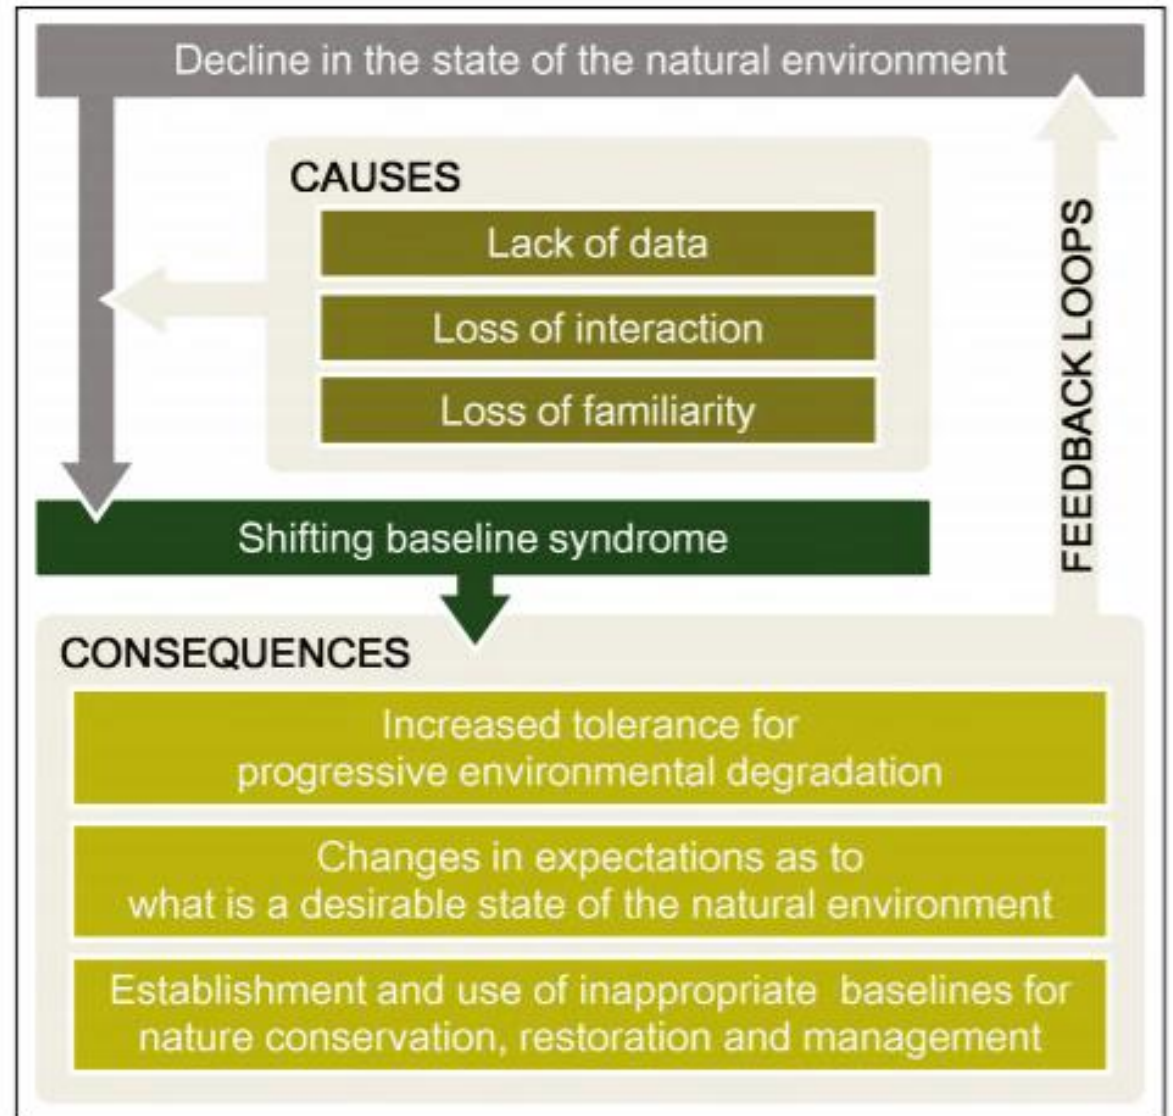 Decline in the state of the natural environment
CAUSES
Lack of data
Loss of interaction
Loss of familiarity
FEEDBACK LOOPS
Shifting baseline syndrome
CONSEQUENCES
Increased tolerance for
progressive environmental degradation
Changes in expectations as to
what is a desirable state of the natural environment
Establishment and use of inappropriate baselines for
nature conservation, restoration and management